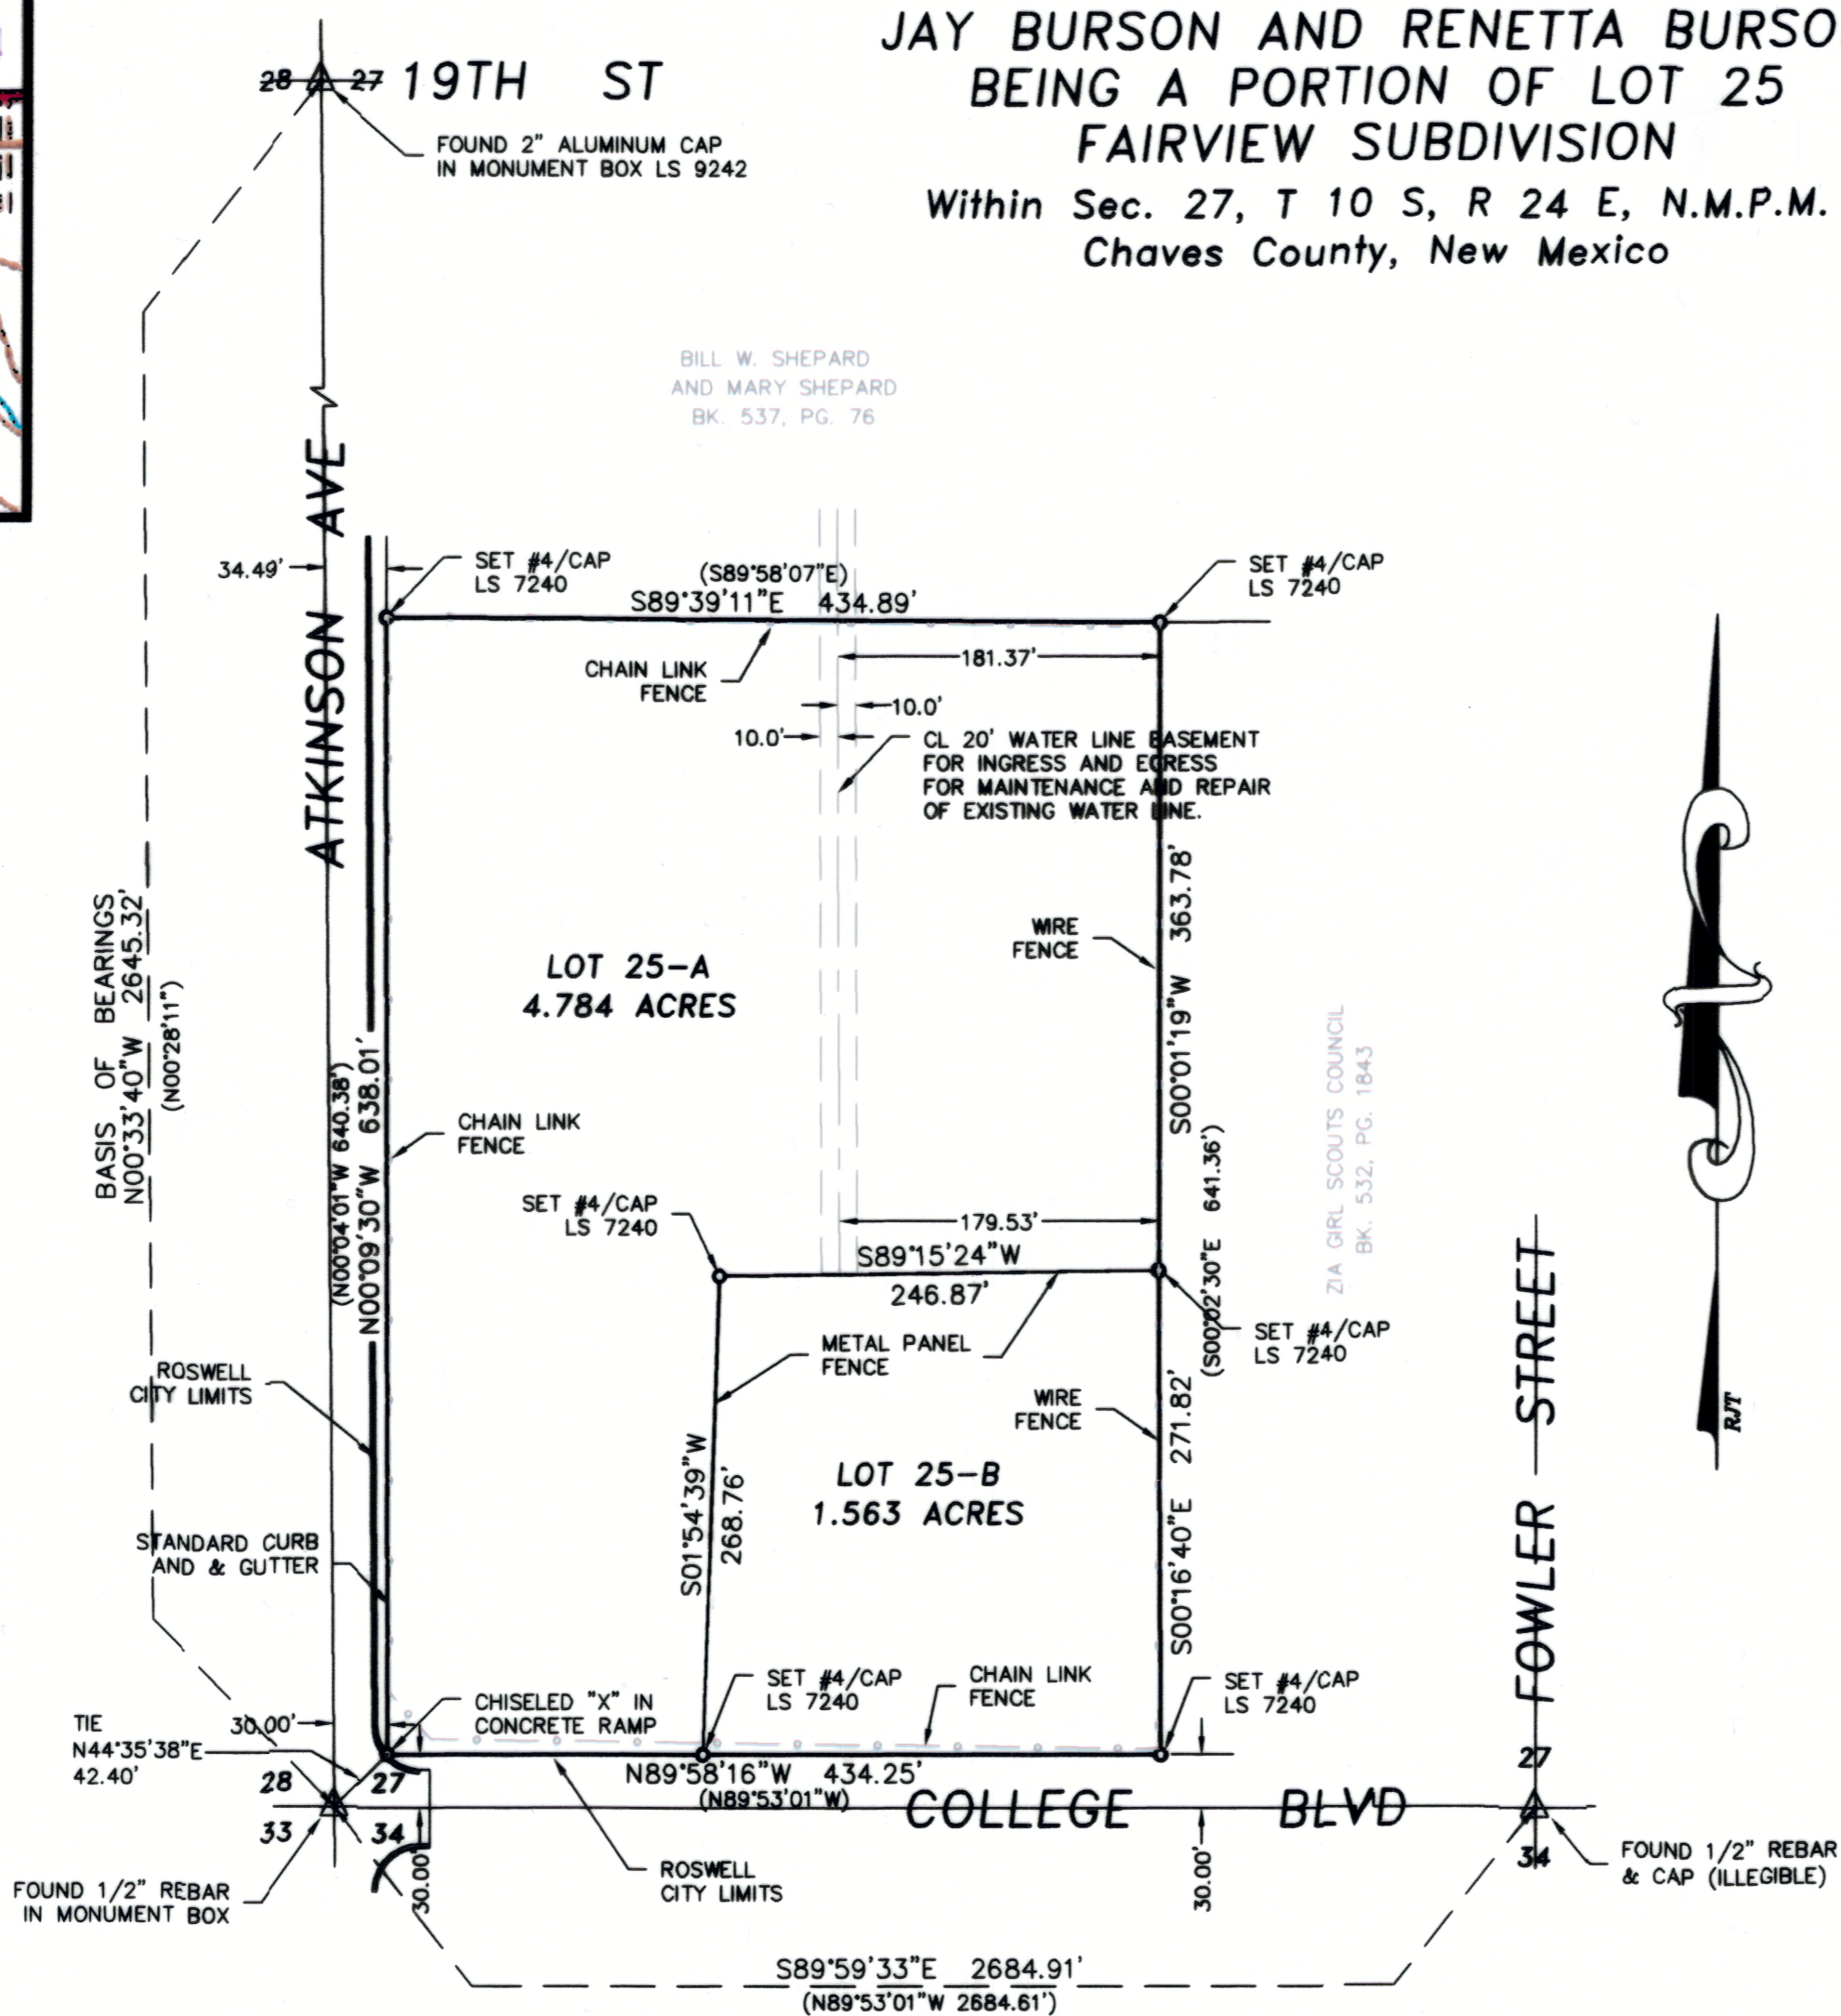 JAY BURSON AND RENETTA BURSO
BEING A PORTION OF LOT 25
FAIRVIEW SUBDIVISION
Within Sec. 27, T 10 S, R 24 E, N.M.P.M.
Chaves County, New Mexico
28 27 19TH ST
FOUND 2" ALUMINUM CAP
IN MONUMENT BOX LS 9242
BILL W. SHEPARD
AND MARY SHEPARD
BK. 537, PG. 76
ATKINSON AVE
34.49'
SET #4/CAP
LS 7240
(S89°58'07"E)
S89°39'11"E 434.89'
SET #4/CAP
LS 7240
CHAIN LINK
FENCE
181.37'
10.0'
10.0'
CL 20' WATER LINE EASEMENT
FOR INGRESS AND EGRESS
FOR MAINTENANCE AND REPAIR
OF EXISTING WATER LINE.
BASIS OF BEARINGS
N00°33'40"W 2645.32'
(N00°28'11")
LOT 25-A
4.784 ACRES
WIRE
FENCE
S00°01'19"W 363.78'
(N00°04'01"W 640.38')
N00°09'30"W 638.01'
CHAIN LINK
FENCE
ZIA GIRL SCOUTS COUNCIL
BK. 532, PG. 1843
(S00°02'30"E 641.36')
SET #4/CAP
LS 7240
179.53'
S89°15'24"W
246.87'
SET #4/CAP
LS 7240
METAL PANEL
FENCE
ROSWELL
CITY LIMITS
WIRE
FENCE
S01°54'39"W
268.76'
LOT 25-B
1.563 ACRES
S00°16'40"E 271.82'
FOWLER STREET
RJT
STANDARD CURB
AND & GUTTER
SET #4/CAP
LS 7240
CHAIN LINK
FENCE
SET #4/CAP
LS 7240
CHISELED "X" IN
CONCRETE RAMP
30.00'
TIE
N44°35'38"E
42.40'
N89°58'16"W 434.25'
(N89°53'01"W)
28 27
33 34
COLLEGE BLVD
27
34
30.00'
30.00'
ROSWELL
CITY LIMITS
FOUND 1/2" REBAR
IN MONUMENT BOX
FOUND 1/2" REBAR
& CAP (ILLEGIBLE)
S89°59'33"E 2684.91'
(N89°53'01"W 2684.61')